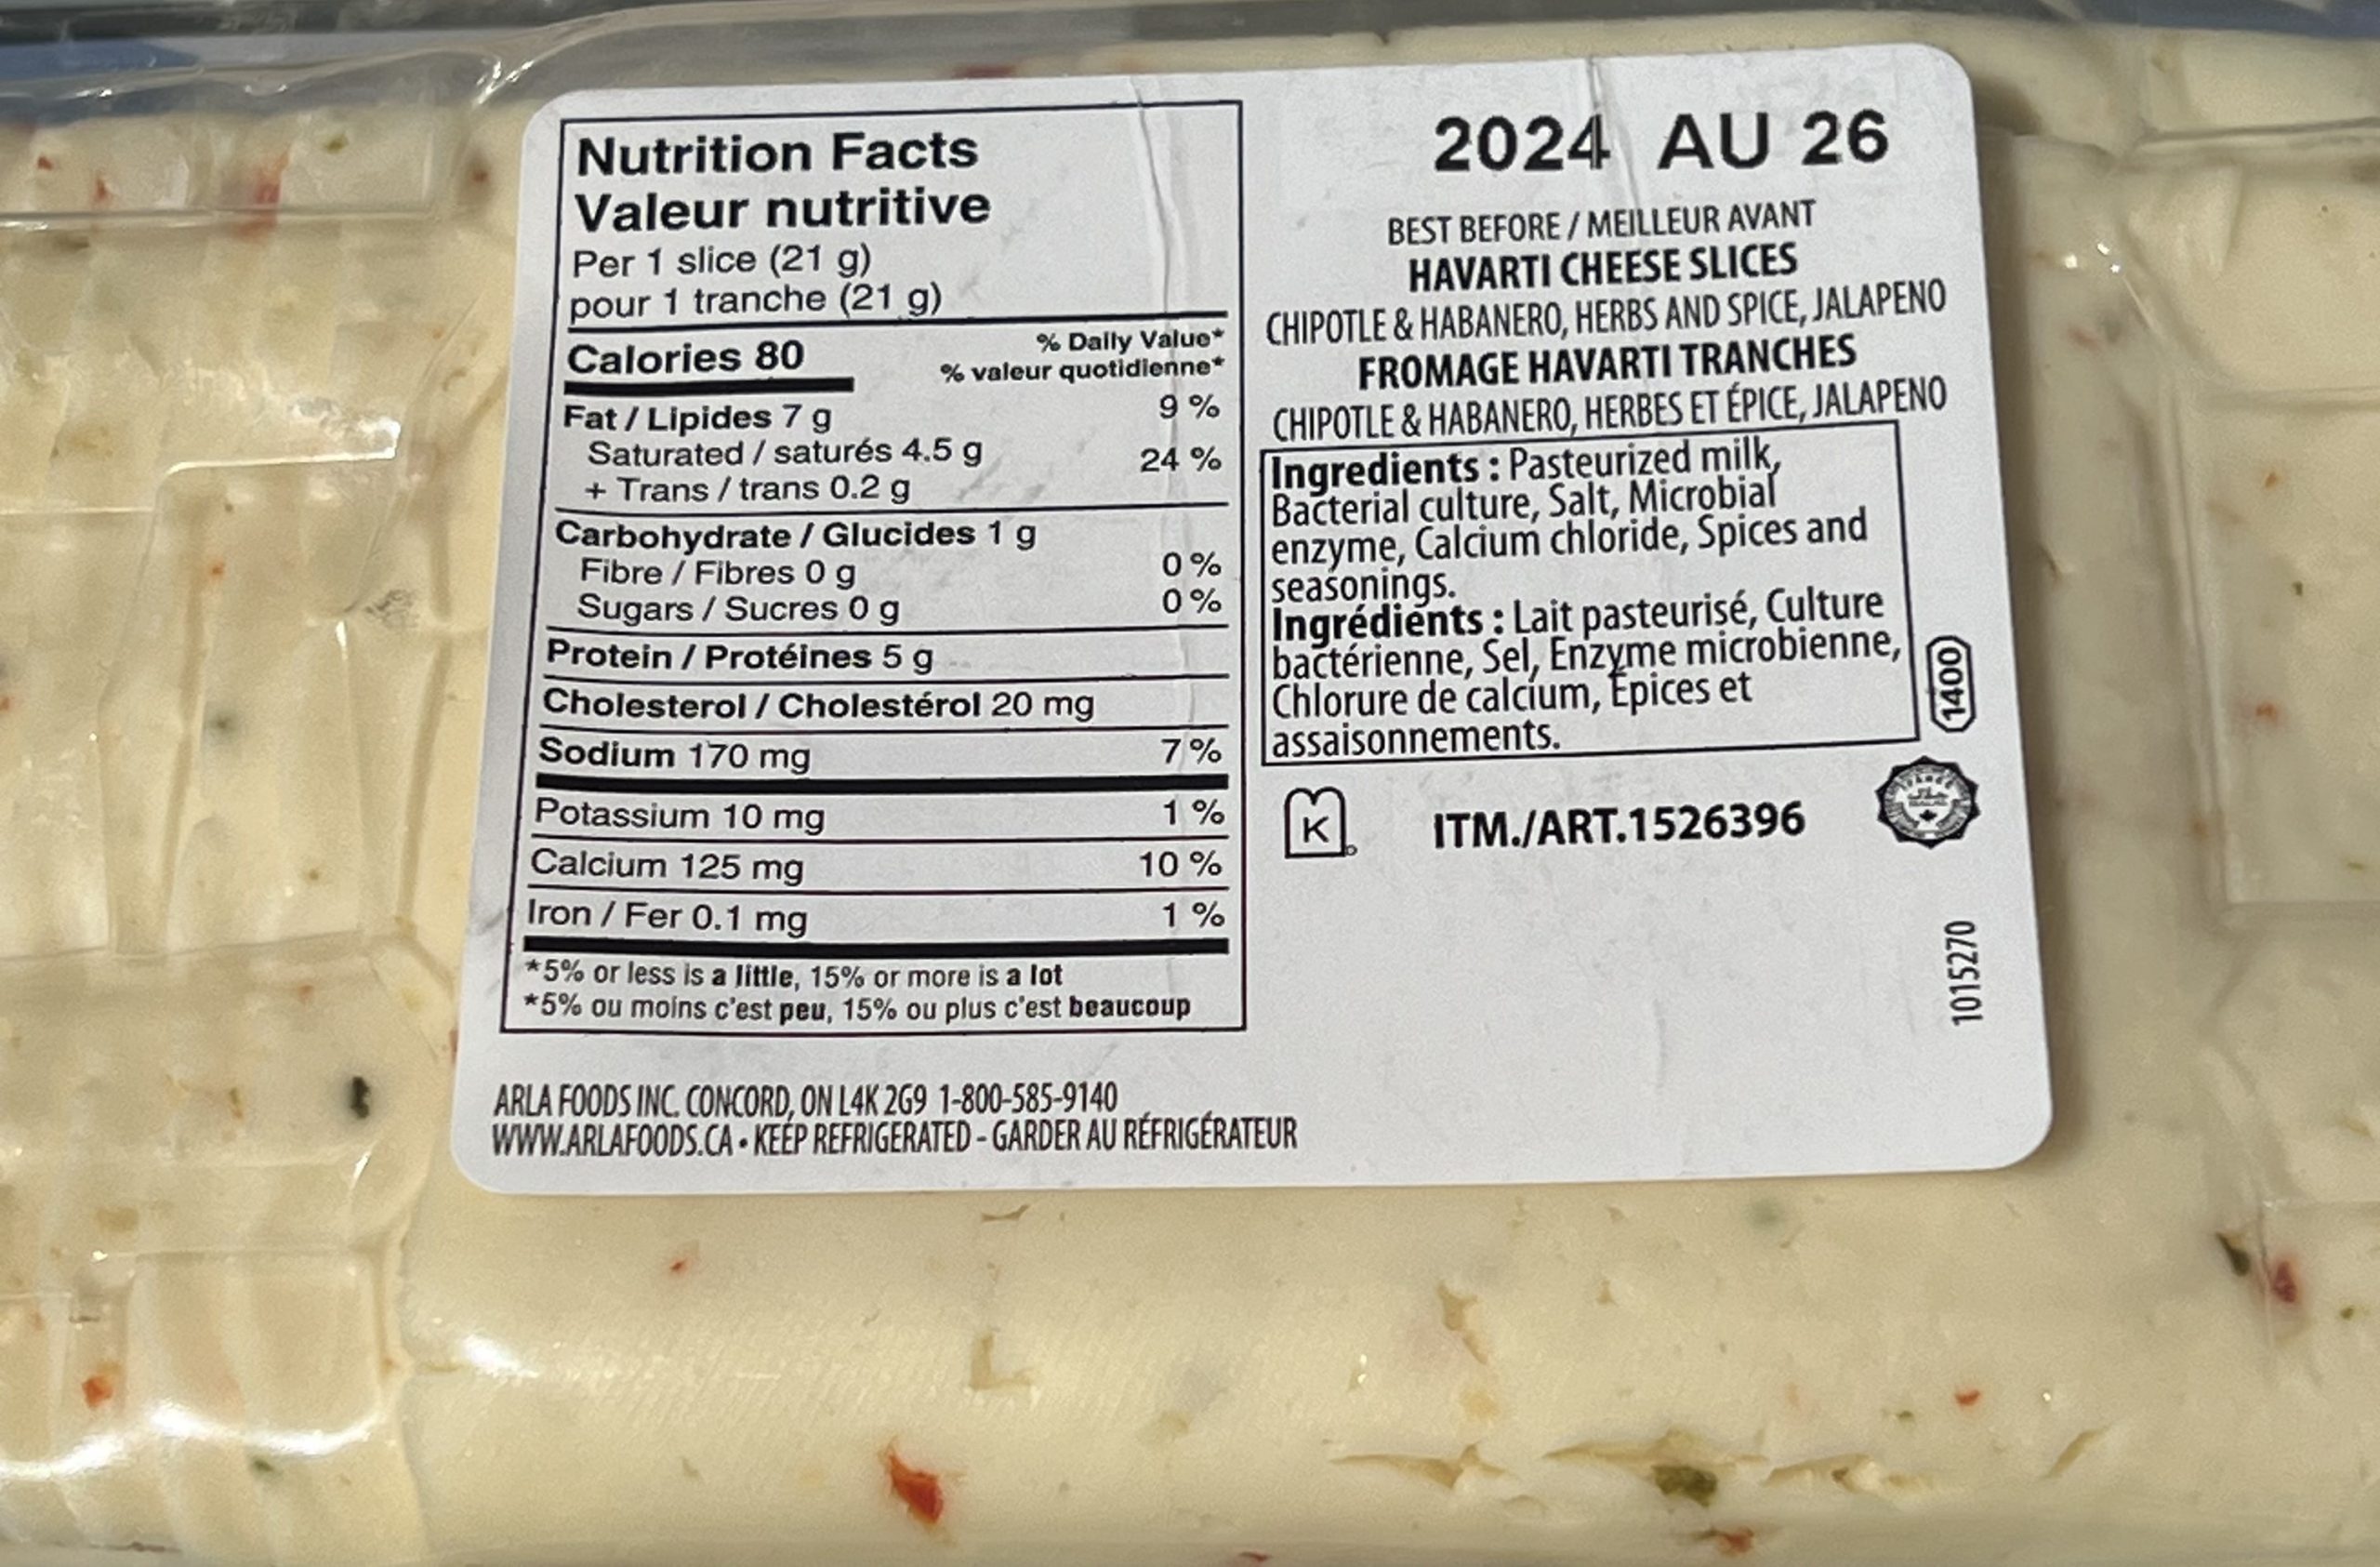 Nutrition Facts
Valeur nutritive
Per 1 slice (21 g)
pour 1 tranche (21 g)
% Daily Value*
Calories 80
% valeur quotidienne*
Fat / Lipides 7 g 9 %
Saturated / saturés 4.5 g 24 %
+ Trans / trans 0.2 g
Carbohydrate / Glucides 1 g
Fibre / Fibres 0 g 0 %
Sugars / Sucres 0 g 0 %
Protein / Protéines 5 g
Cholesterol / Cholestérol 20 mg
Sodium 170 mg 7 %
Potassium 10 mg 1 %
Calcium 125 mg 10 %
Iron / Fer 0.1 mg 1 %
*5% or less is a little, 15% or more is a lot
*5% ou moins c'est peu, 15% ou plus c'est beaucoup
ARLA FOODS INC. CONCORD, ON L4K 2G9 1-800-585-9140
WWW.ARLAFOODS.CA • KEEP REFRIGERATED - GARDER AU RÉFRIGÉRATEUR
2024 AU 26
BEST BEFORE / MEILLEUR AVANT
HAVARTI CHEESE SLICES
CHIPOTLE & HABANERO, HERBS AND SPICE, JALAPENO
FROMAGE HAVARTI TRANCHES
CHIPOTLE & HABANERO, HERBES ET ÉPICE, JALAPENO
Ingredients : Pasteurized milk,
Bacterial culture, Salt, Microbial
enzyme, Calcium chloride, Spices and
seasonings.
Ingrédients : Lait pasteurisé, Culture
bactérienne, Sel, Enzyme microbienne,
Chlorure de calcium, Épices et
assaisonnements.
1400
K
ITM./ART.1526396
1015270